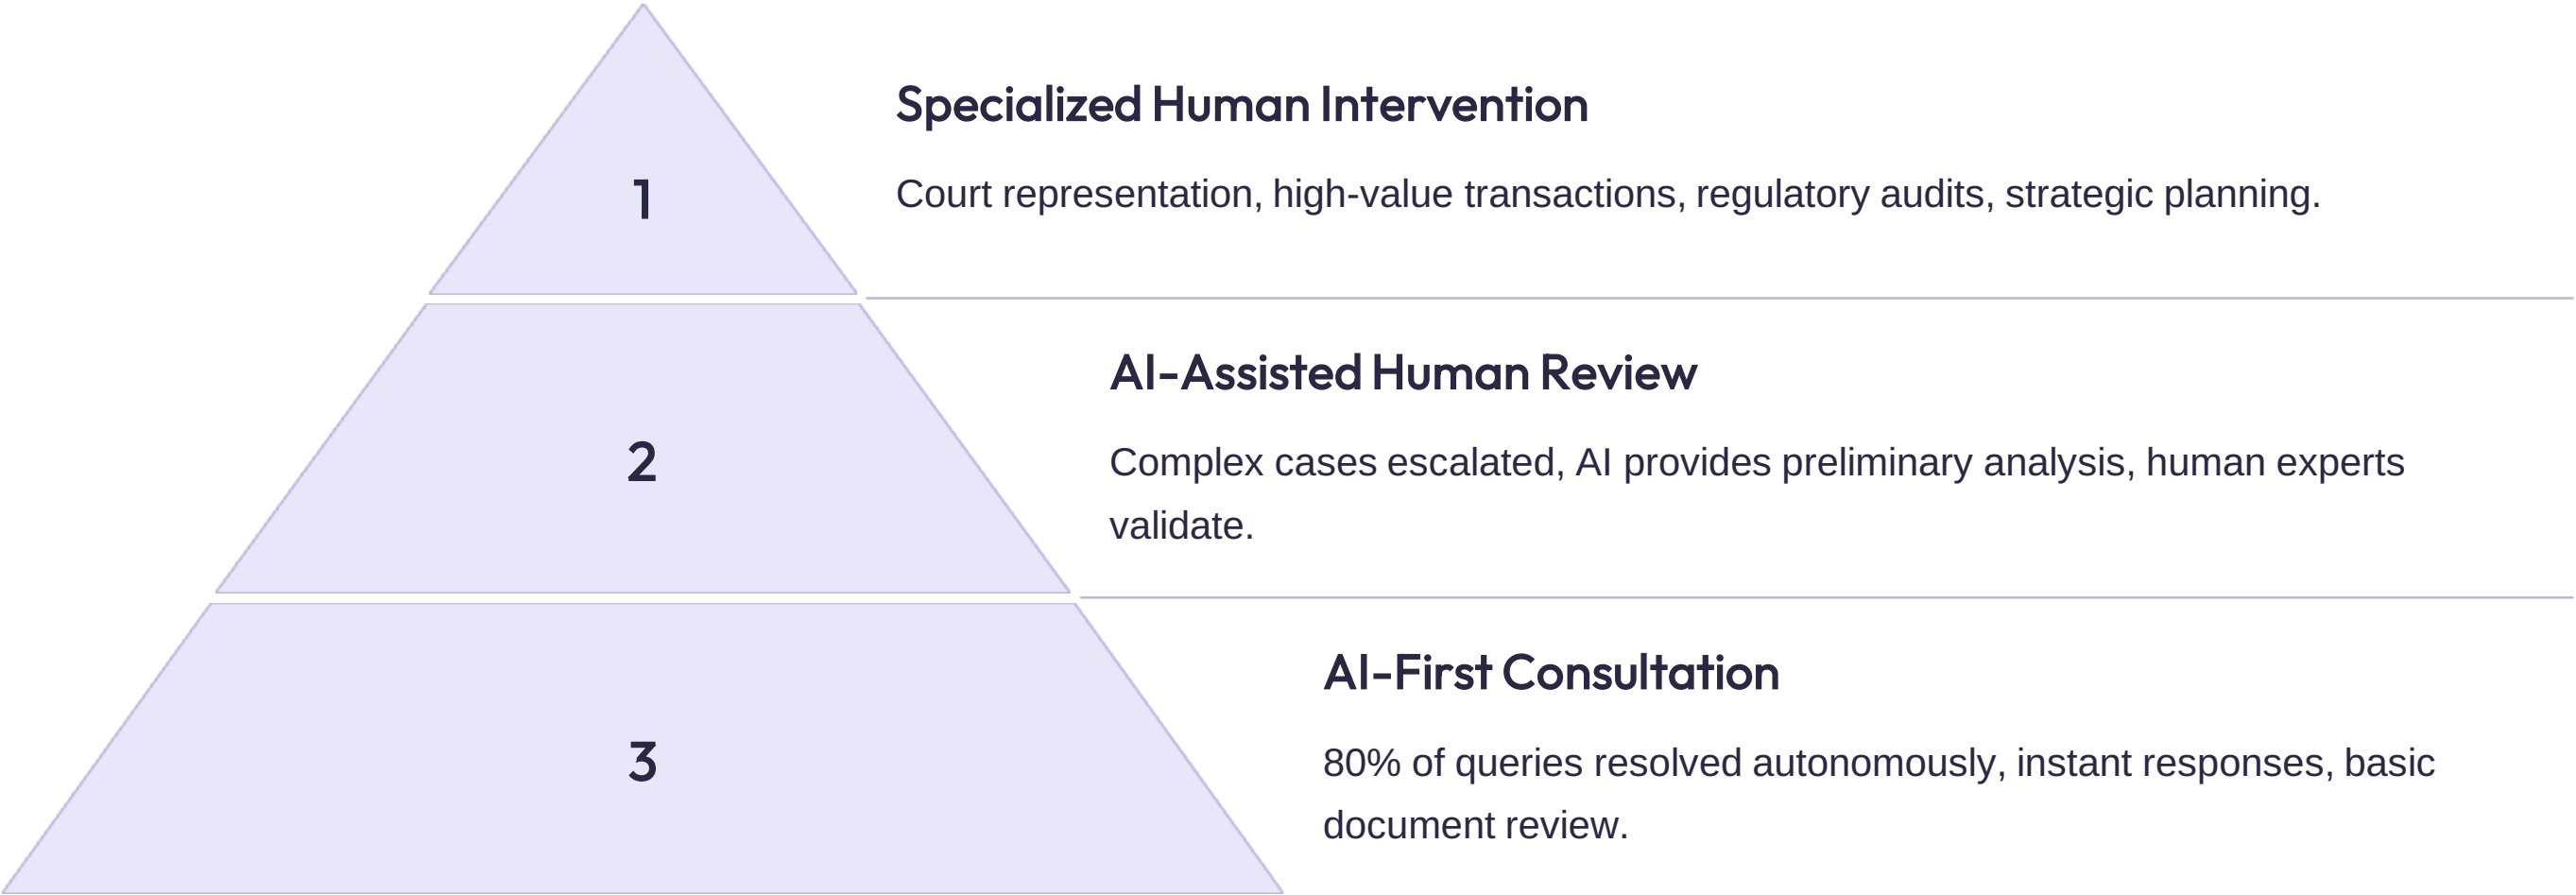 1
Specialized Human Intervention
Court representation, high-value transactions, regulatory audits, strategic planning.
2
AI-Assisted Human Review
Complex cases escalated, AI provides preliminary analysis, human experts
validate.
3
AI-First Consultation
80% of queries resolved autonomously, instant responses, basic
document review.